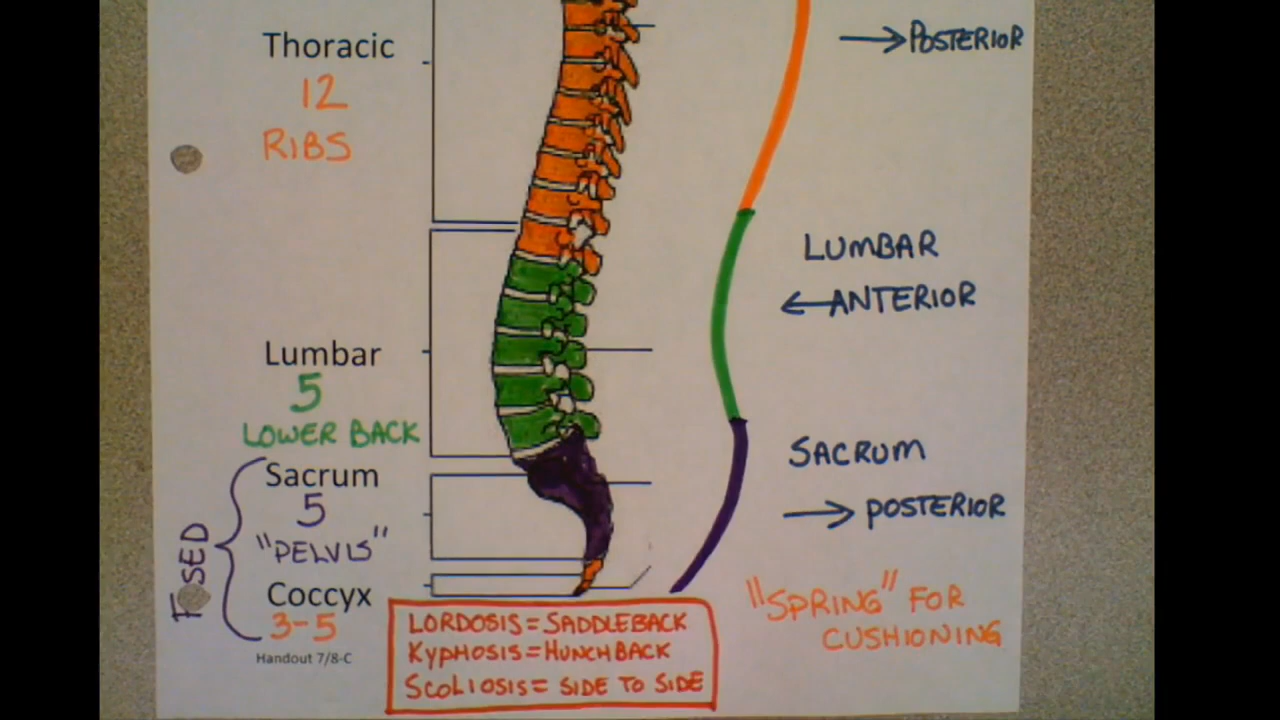 Thoracic
12
RIBS
Lumbar
5
LOWER BACK
Sacrum
5
"PELVIS"
Coccyx
3-5
FUSED
Handout 7/8-C
LORDOSIS = SADDLEBACK
KYPHOSIS = HUNCHBACK
SCOLIOSIS = SIDE TO SIDE
→ POSTERIOR
LUMBAR
← ANTERIOR
SACRUM
→ POSTERIOR
"SPRING" FOR
CUSHIONING